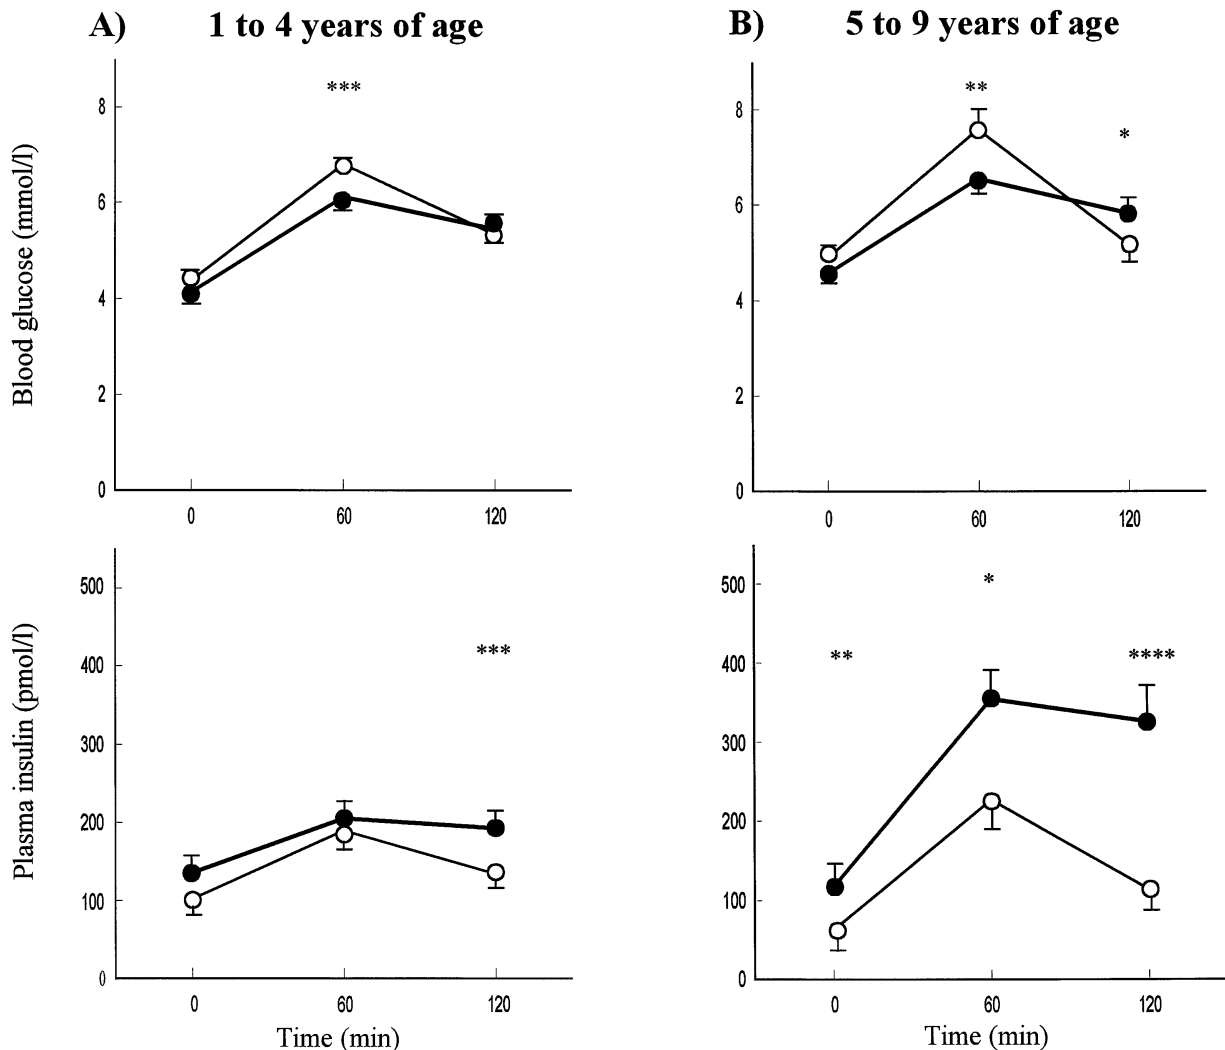 A) 1 to 4 years of age
B) 5 to 9 years of age
Blood glucose (mmol/l)
***
8
6
4
2
0
0 60 120
**
*
8
6
4
2
0
0 60 120
Plasma insulin (pmol/l)
***
500
400
300
200
100
0
0 60 120
Time (min)
*
**
****
500
400
300
200
100
0
0 60 120
Time (min)